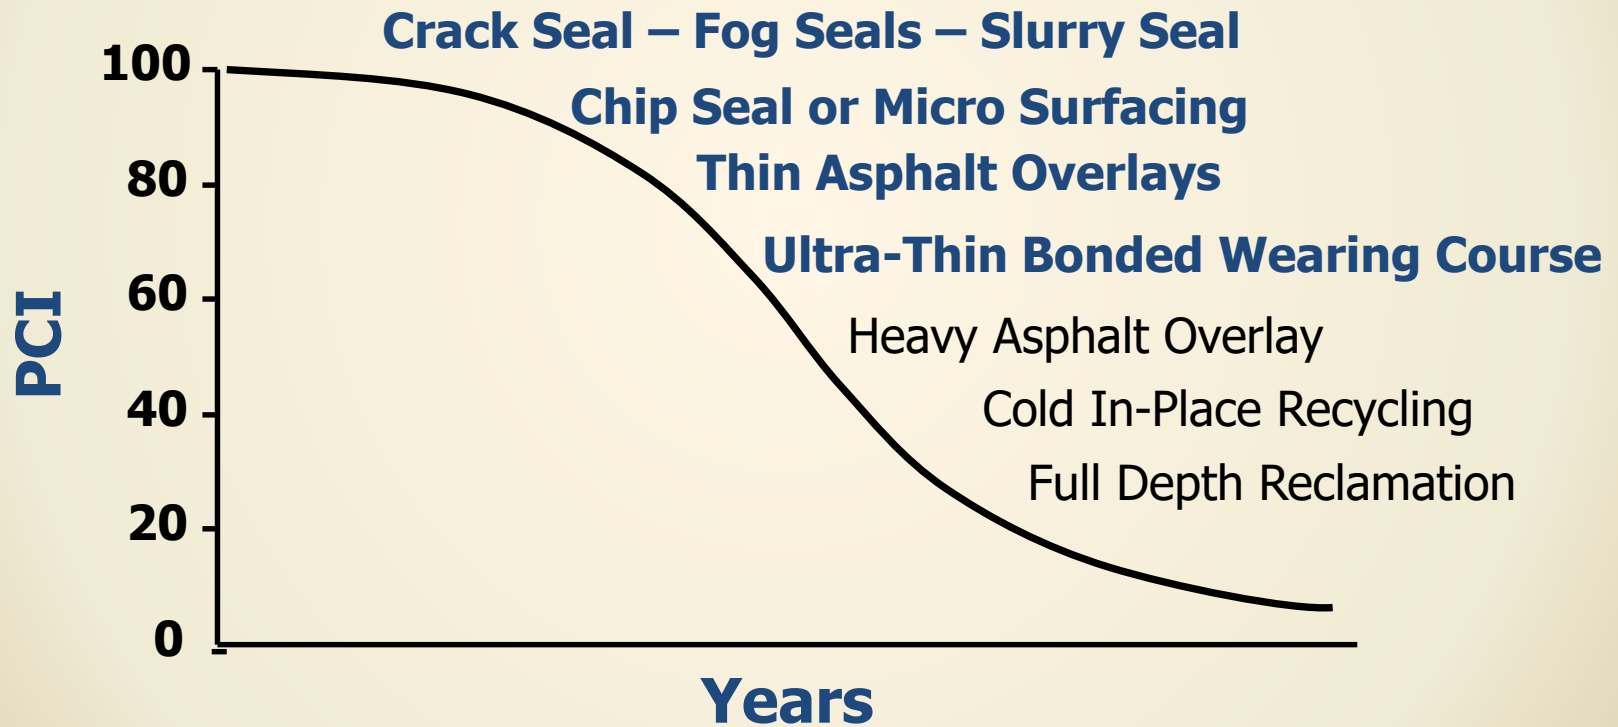 Crack Seal – Fog Seals – Slurry Seal
100
Chip Seal or Micro Surfacing
80
Thin Asphalt Overlays
Ultra-Thin Bonded Wearing Course
60
PCI
Heavy Asphalt Overlay
40
Cold In-Place Recycling
Full Depth Reclamation
20
0
Years